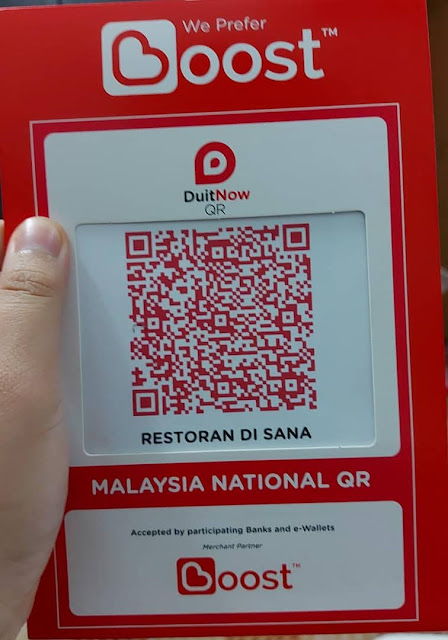 We Prefer
Boost™
DuitNow
QR
RESTORAN DI SANA
MALAYSIA NATIONAL QR
Accepted by participating Banks and e-Wallets
Merchant Partner
Boost™